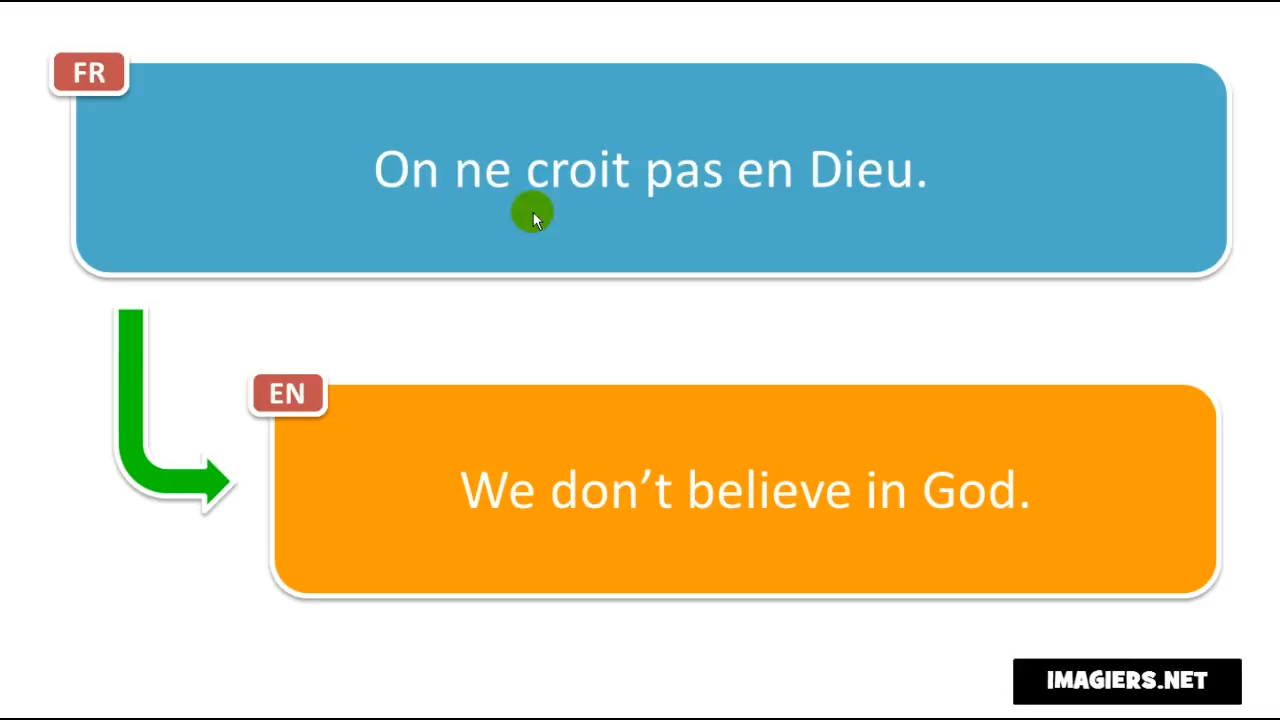 FR
On ne croit pas en Dieu.
EN
We don’t believe in God.
IMAGIERS.NET